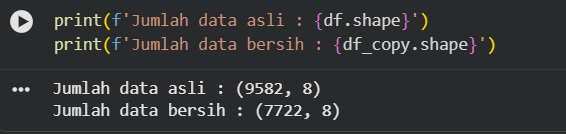 print(f'Jumlah data asli : {df.shape}')
print(f'Jumlah data bersih : {df_copy.shape}')
Jumlah data asli : (9582, 8)
Jumlah data bersih : (7722, 8)